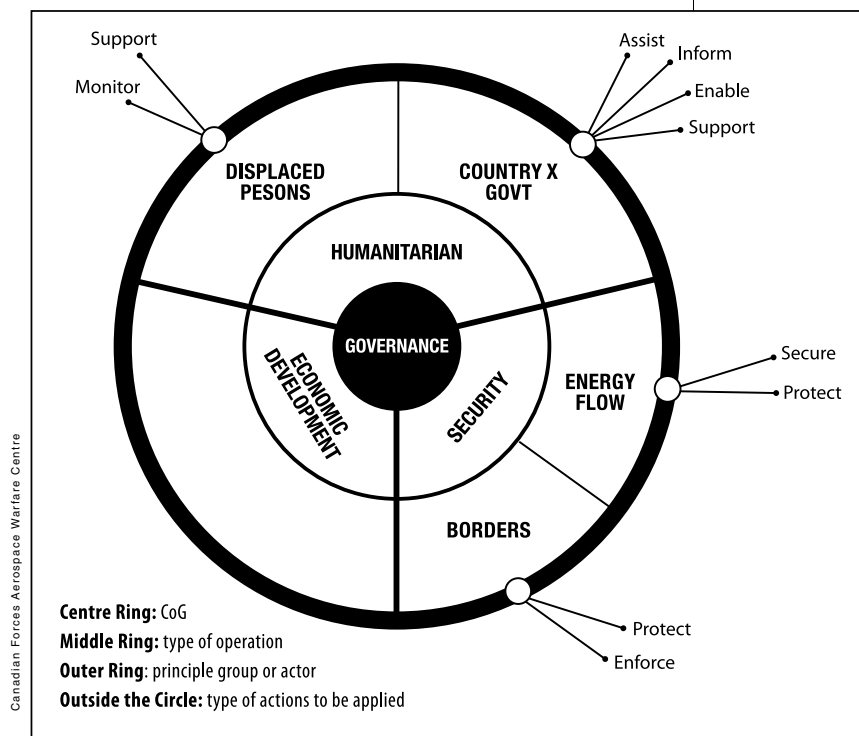 Support
Monitor
Assist
Inform
Enable
Support
DISPLACED
PESONS
COUNTRY X
GOVT
HUMANITARIAN
GOVERNANCE
ECONOMIC
DEVELOPMENT
SECURITY
ENERGY
FLOW
Secure
Protect
BORDERS
Protect
Enforce
Centre Ring: CoG
Middle Ring: type of operation
Outer Ring: principle group or actor
Outside the Circle: type of actions to be applied
Canadian Forces Aerospace Warfare Centre